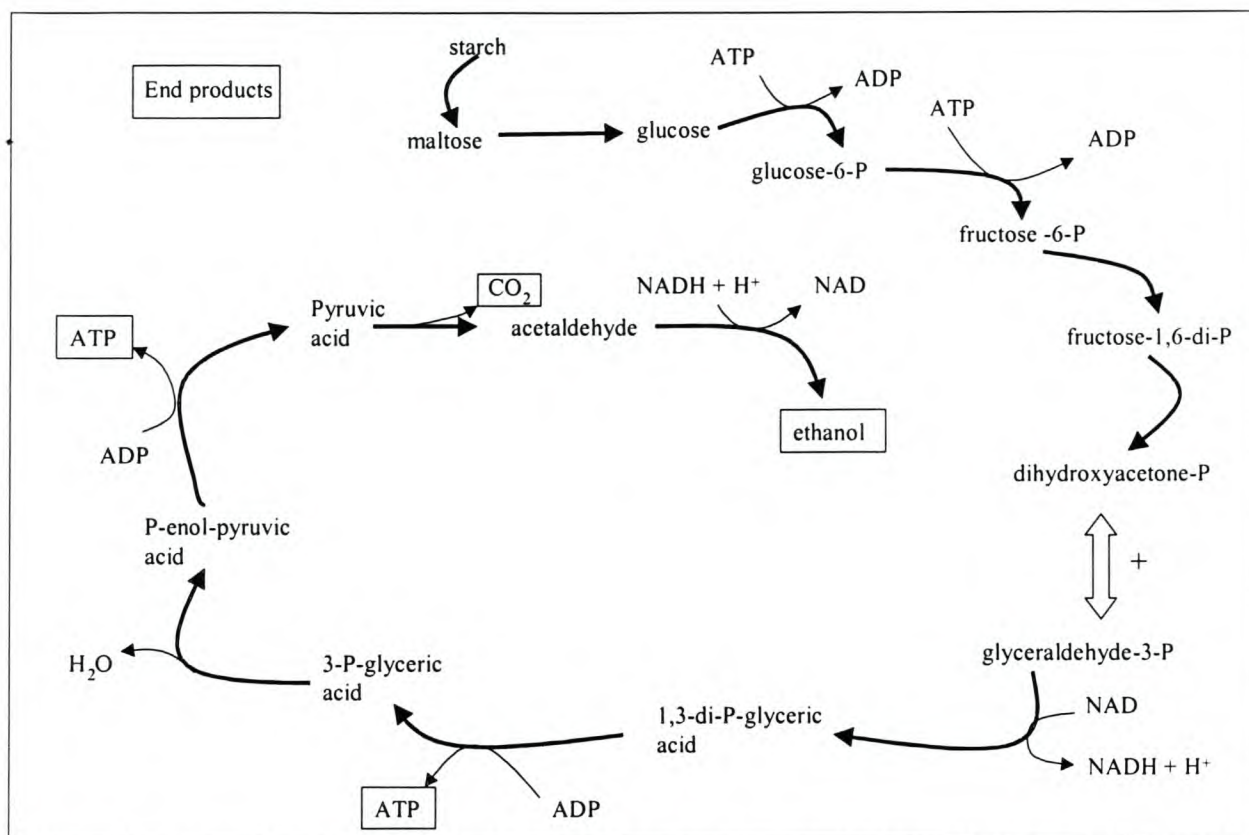 End products
starch
maltose
glucose
ATP
ADP
glucose-6-P
ATP
ADP
fructose -6-P
fructose-1,6-di-P
dihydroxyacetone-P
+
glyceraldehyde-3-P
NAD
NADH + H⁺
1,3-di-P-glyceric
acid
ADP
ATP
3-P-glyceric
acid
H₂O
P-enol-pyruvic
acid
ADP
ATP
Pyruvic
acid
CO₂
acetaldehyde
NADH + H⁺
NAD
ethanol